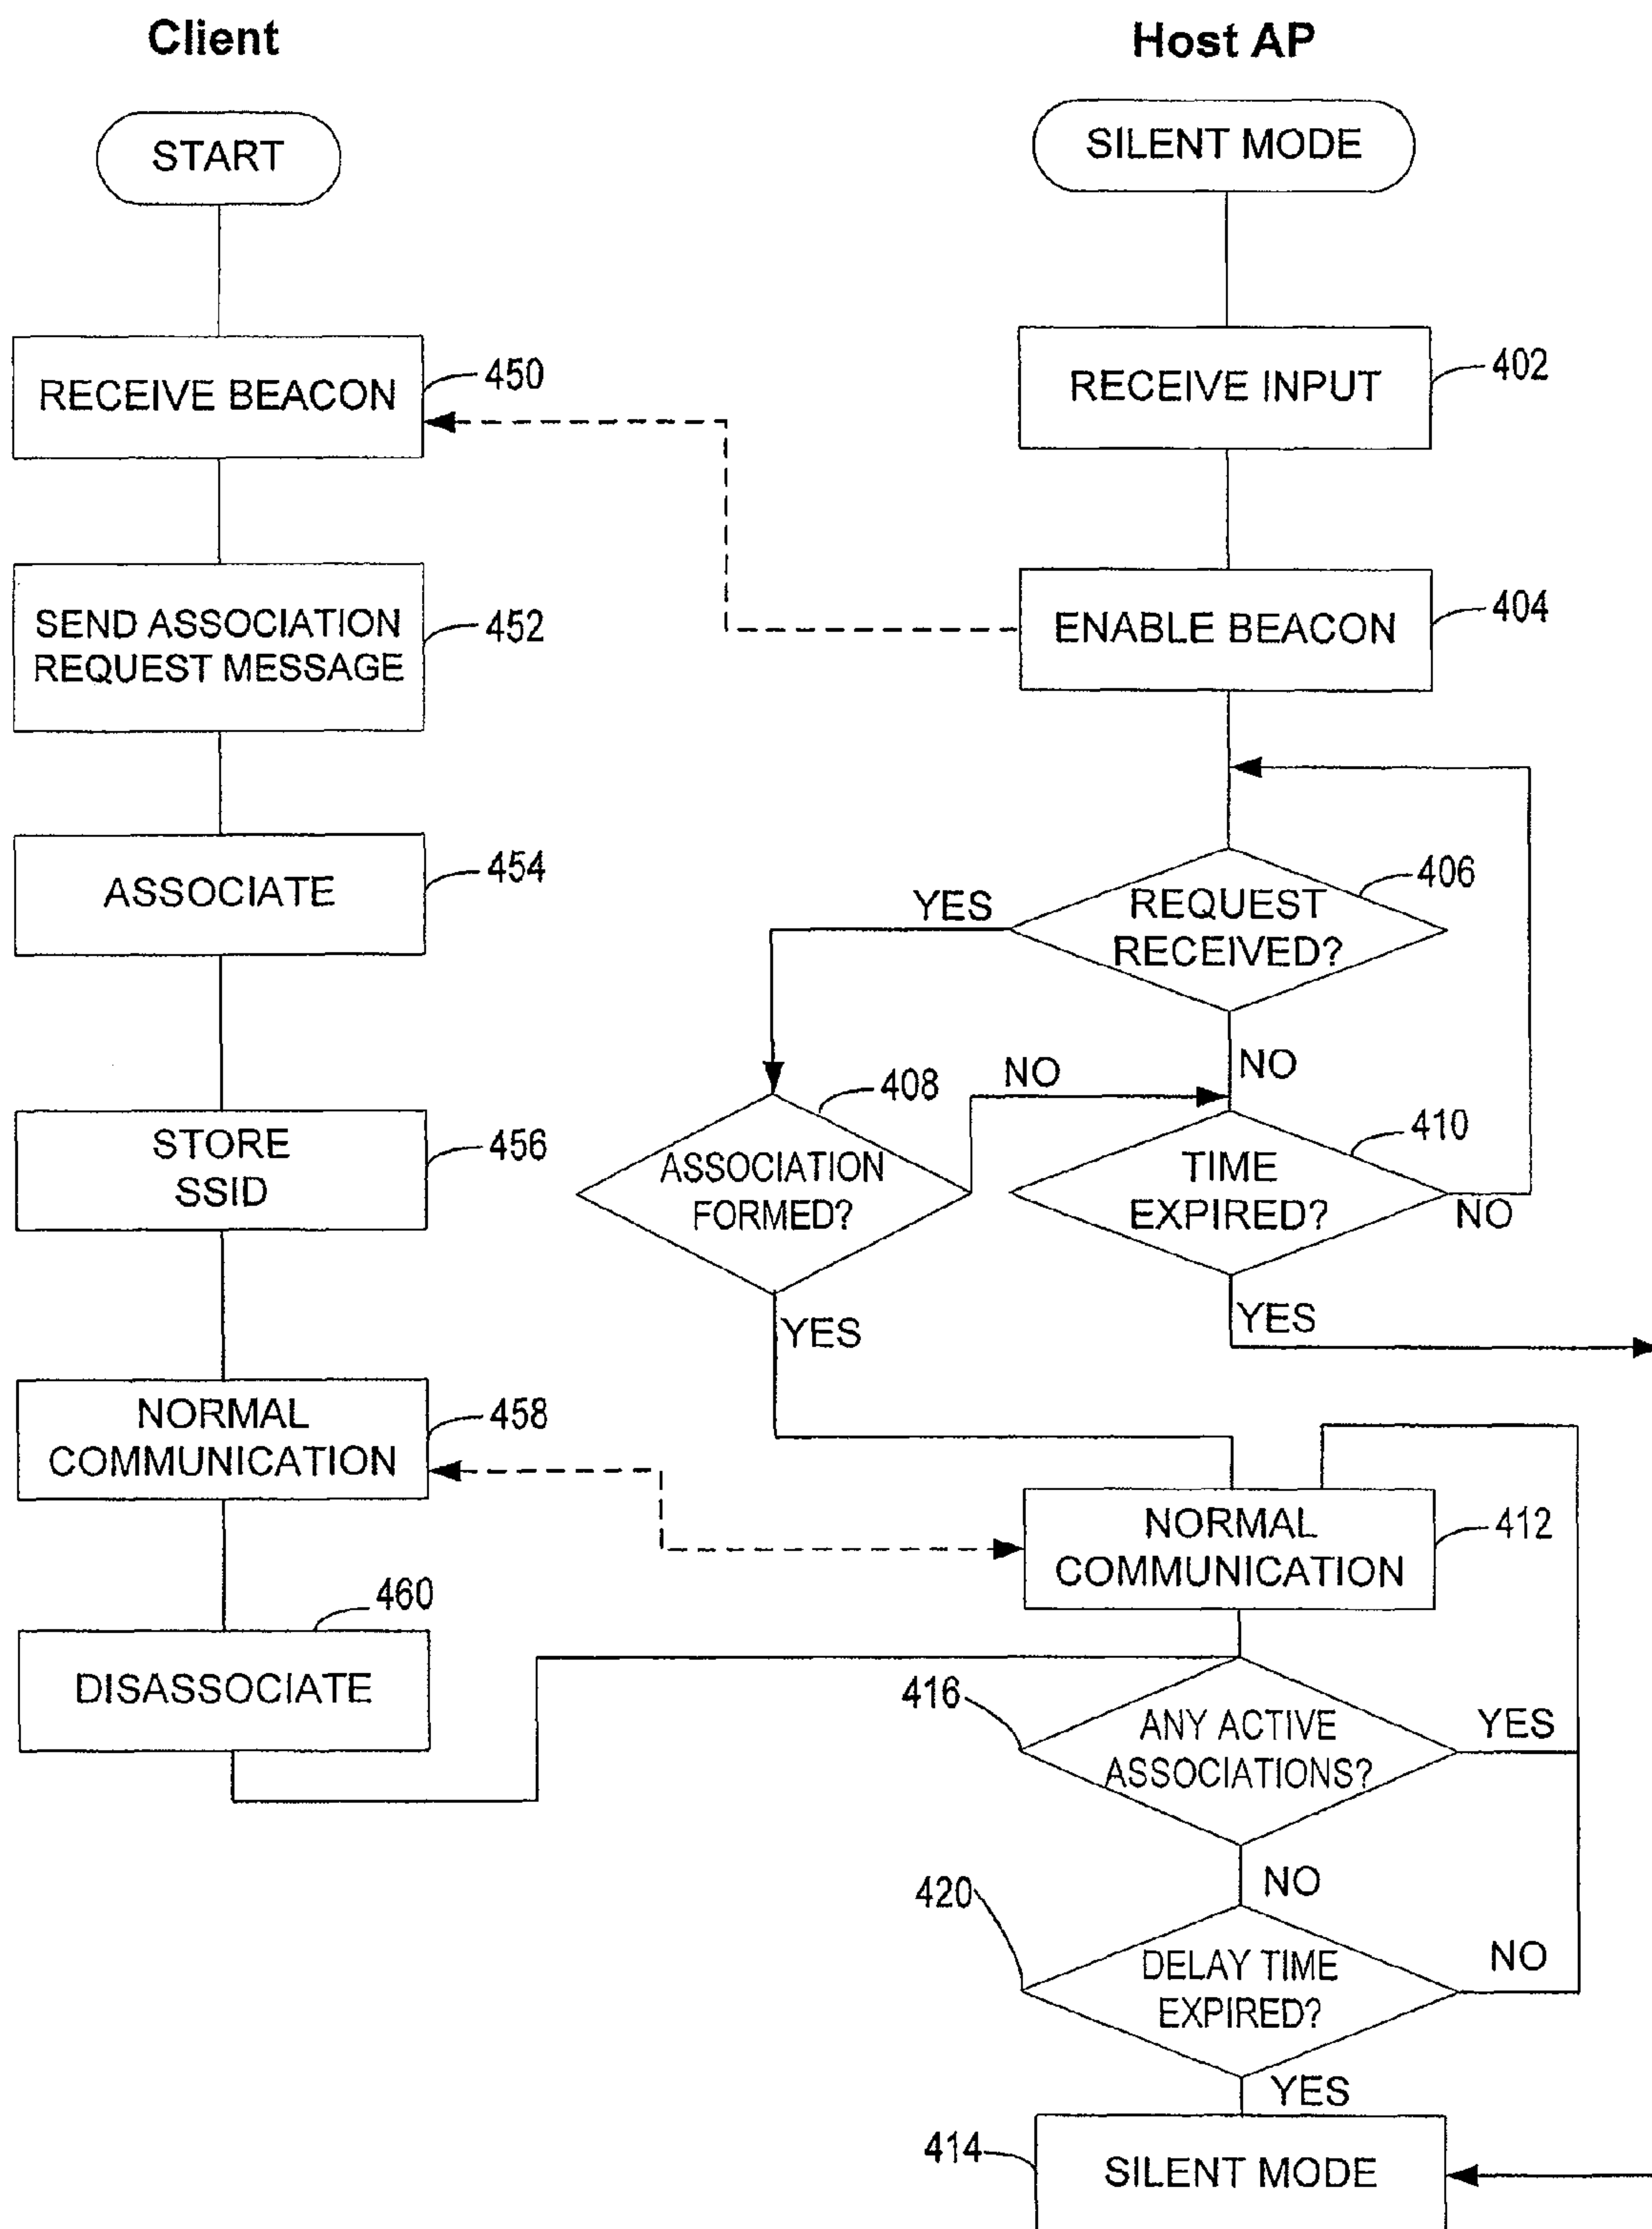 Client
START
RECEIVE BEACON
450
SEND ASSOCIATION
REQUEST MESSAGE
452
ASSOCIATE
454
STORE
SSID
456
NORMAL
COMMUNICATION
458
460
DISASSOCIATE
Host AP
SILENT MODE
RECEIVE INPUT
402
ENABLE BEACON
404
REQUEST
RECEIVED?
406
YES
NO
408
ASSOCIATION
FORMED?
NO
YES
410
TIME
EXPIRED?
NO
YES
NORMAL
COMMUNICATION
412
416
ANY ACTIVE
ASSOCIATIONS?
YES
NO
420
DELAY TIME
EXPIRED?
NO
YES
414
SILENT MODE